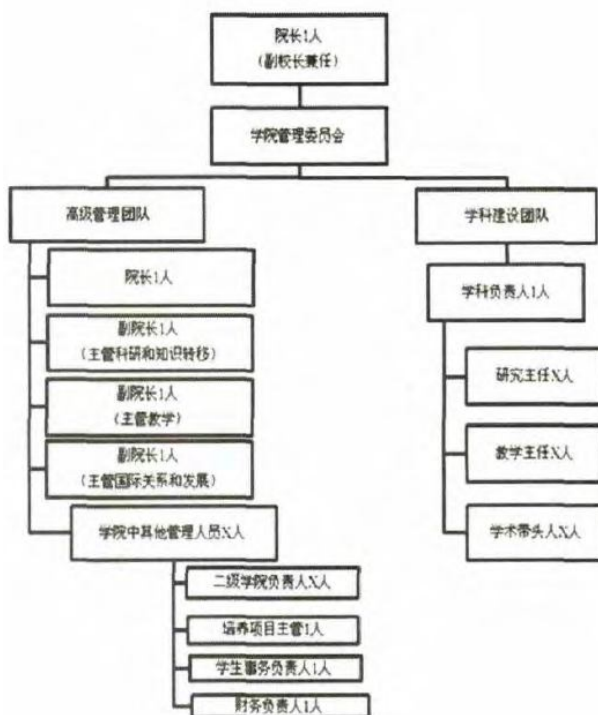 院长1人
(副校长兼任)
学院管理委员会
高级管理团队
学科建设团队
院长1人
学科负责人1人
副院长1人
(主管科研和知识转移)
研究主任X人
副院长1人
(主管教学)
教学主任X人
副院长1人
(主管国际关系和发展)
学院中其他管理人员X人
学术带头人X人
二级学院负责人X人
培养项目主管1人
学生事务负责人1人
财务负责人1人